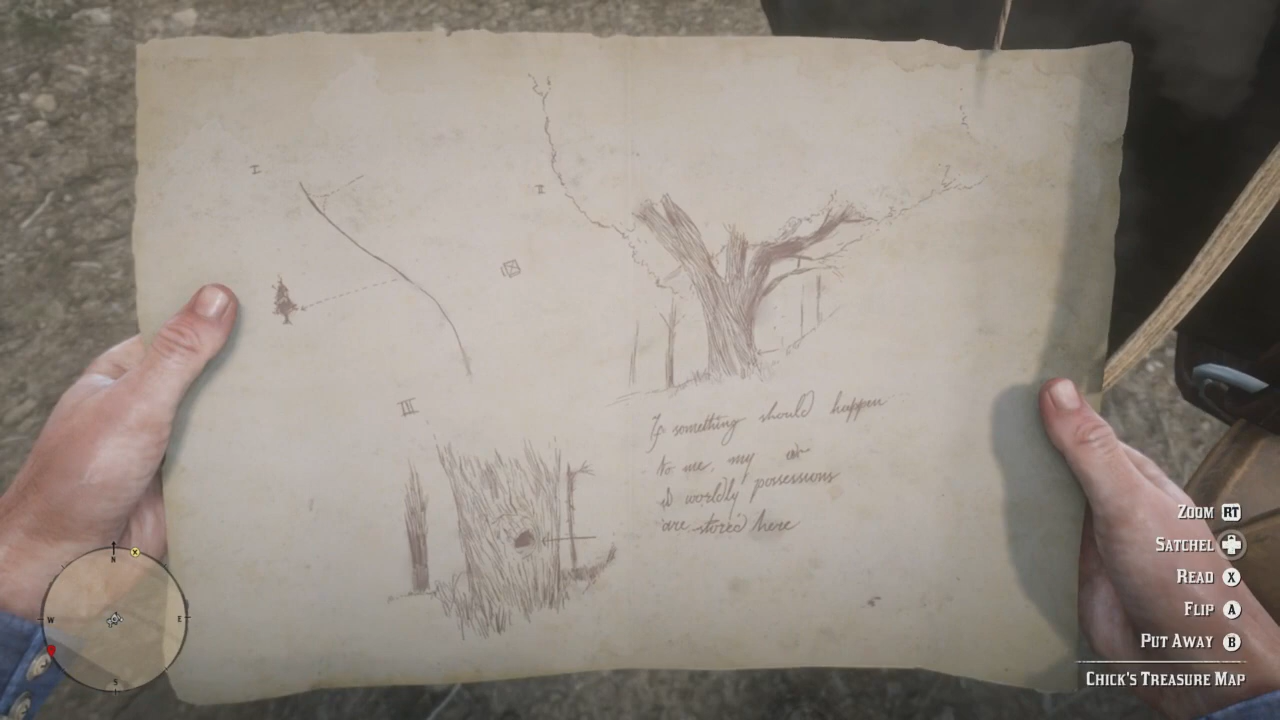 I
I
III
If something should happen
to me, my
worldly possessions
are stored here
N
W
E
S
ZOOM RT
SATCHEL
READ X
FLIP A
PUT AWAY B
CHICK'S TREASURE MAP